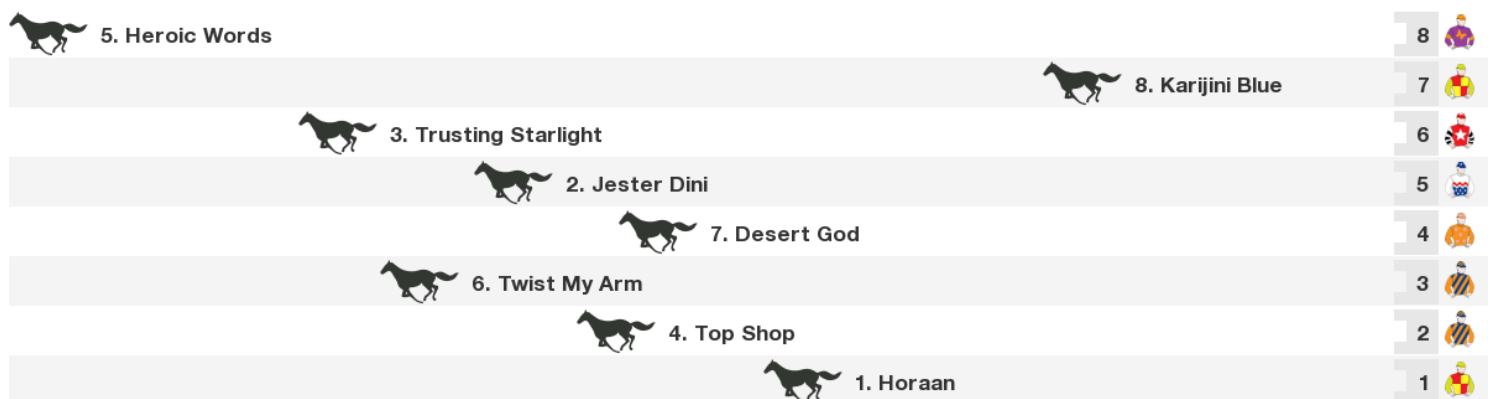 5. Heroic Words 8
8. Karijini Blue 7
3. Trusting Starlight 6
2. Jester Dini 5
7. Desert God 4
6. Twist My Arm 3
4. Top Shop 2
1. Horaan 1